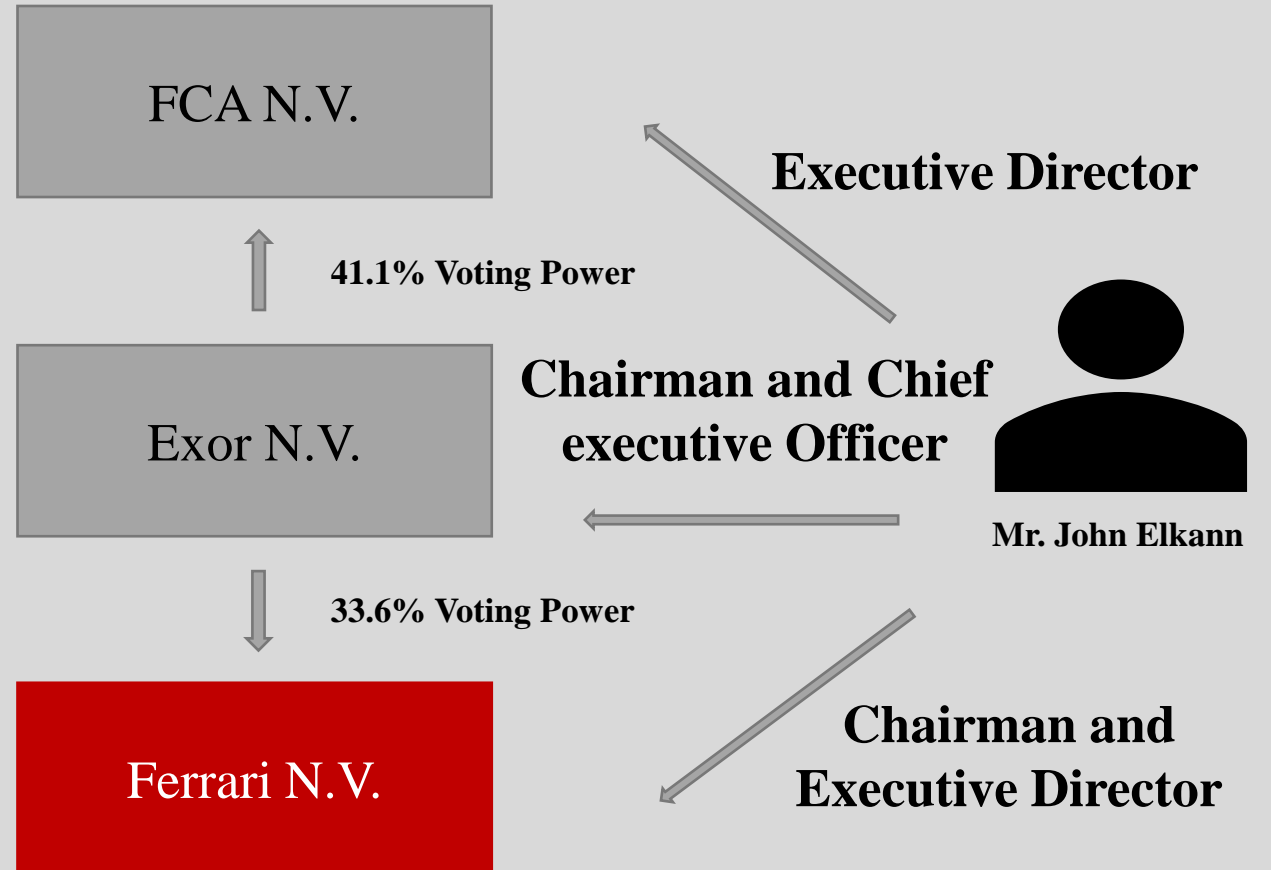 FCA N.V.
Executive Director
41.1% Voting Power
Chairman and Chief
executive Officer
Exor N.V.
Mr. John Elkann
33.6% Voting Power
Chairman and
Executive Director
Ferrari N.V.